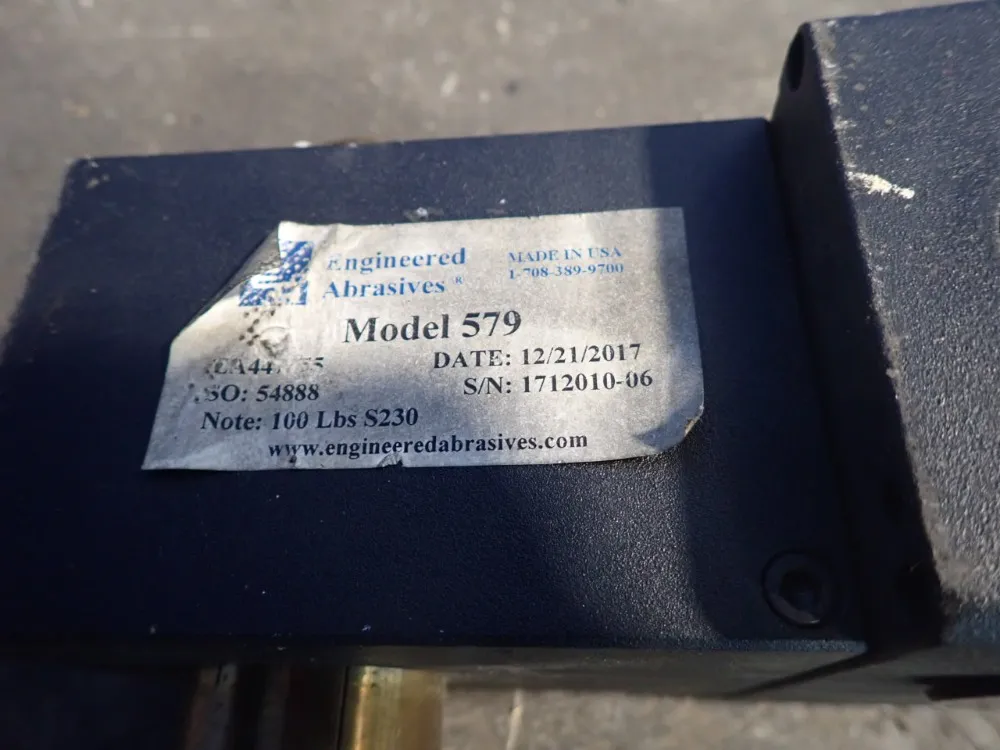 Engineered
Abrasives ®
MADE IN USA
1-708-389-9700
Model 579
DATE: 12/21/2017
SO: 54888
S/N: 1712010-06
Note: 100 Lbs S230
www.engineeredabrasives.com